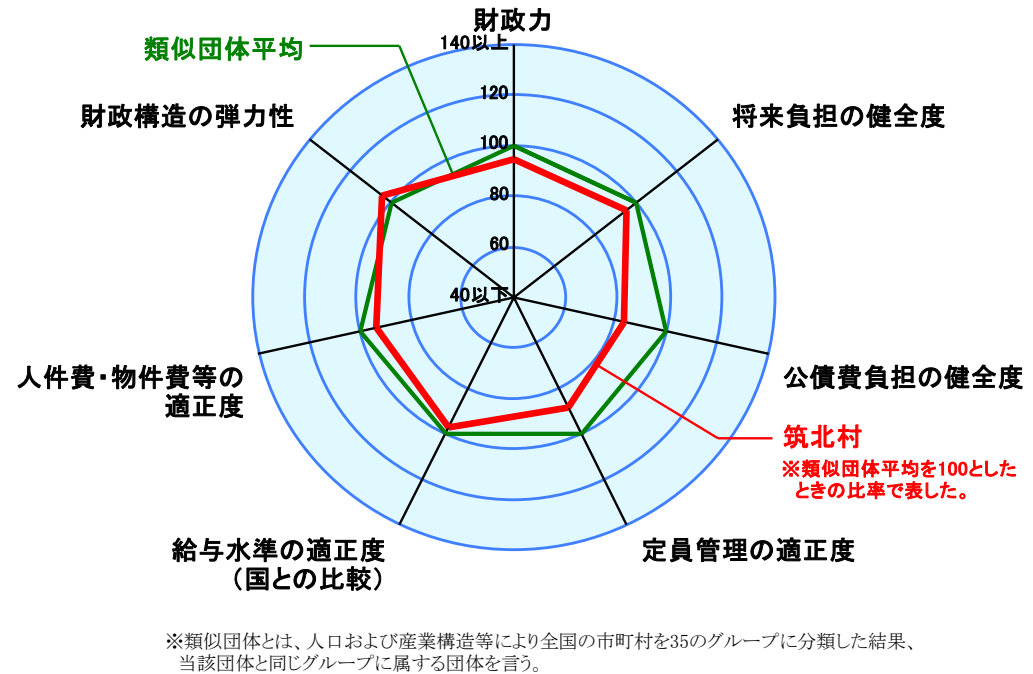 財政力
140以上
類似団体平均
120
財政構造の弾力性
将来負担の健全度
100
80
60
40以下
人件費・物件費等の
適正度
公債費負担の健全度
筑北村
※類似団体平均を100とした
ときの比率で表した。
給与水準の適正度
（国との比較）
定員管理の適正度
※類似団体とは、人口および産業構造等により全国の市町村を35のグループに分類した結果、
当該団体と同じグループに属する団体を言う。